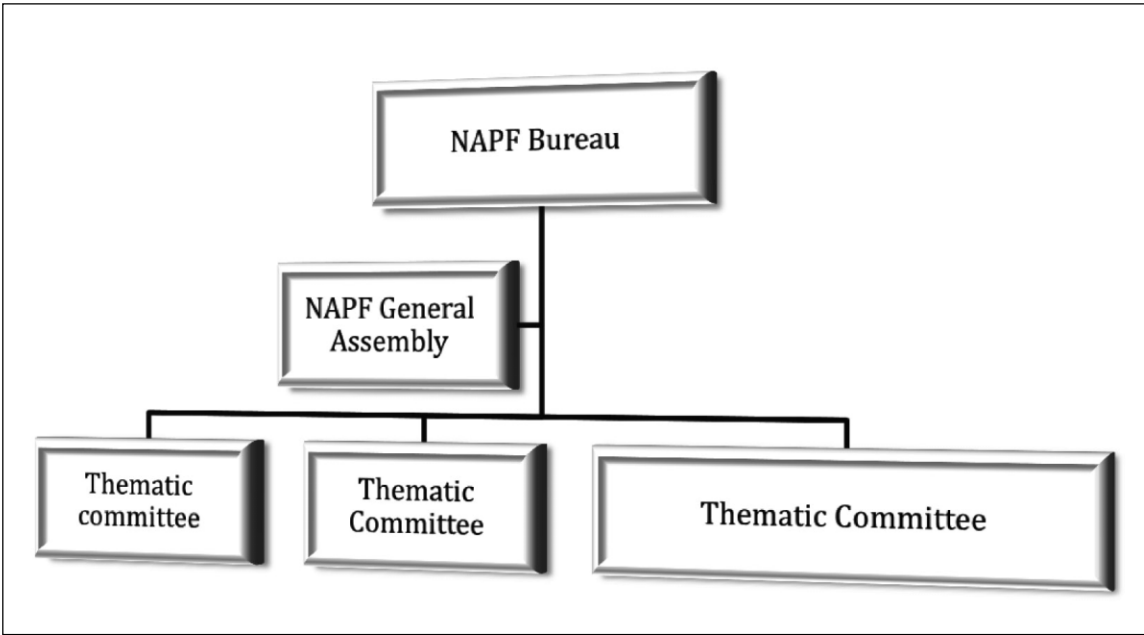 NAPF Bureau
NAPF General
Assembly
Thematic
committee
Thematic
Committee
Thematic Committee